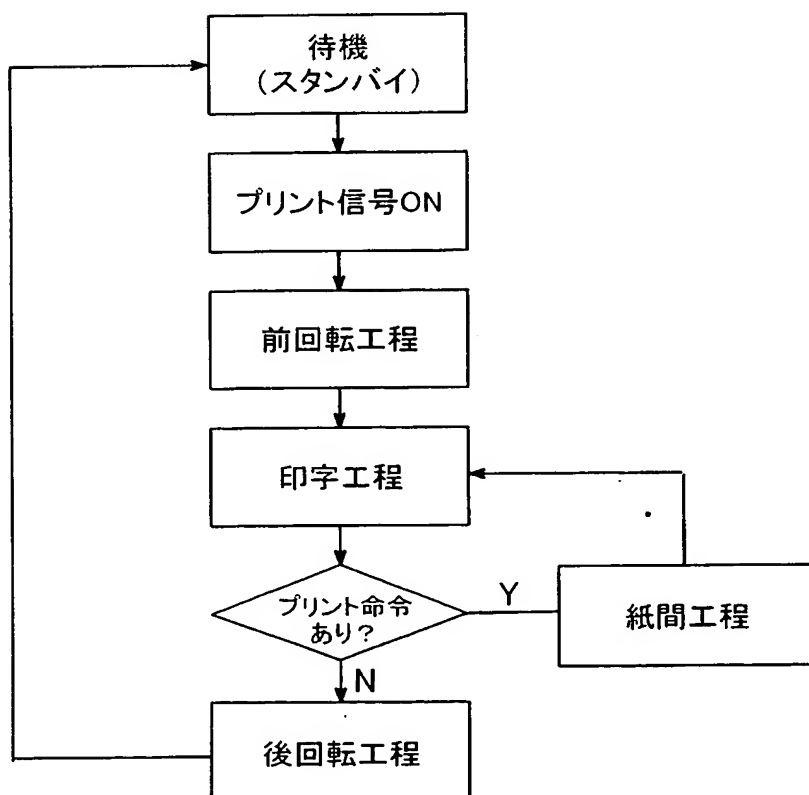 待機
(スタンバイ)
プリント信号ON
前回転工程
印字工程
プリント命令
あり?
Y
紙間工程
N
後回転工程